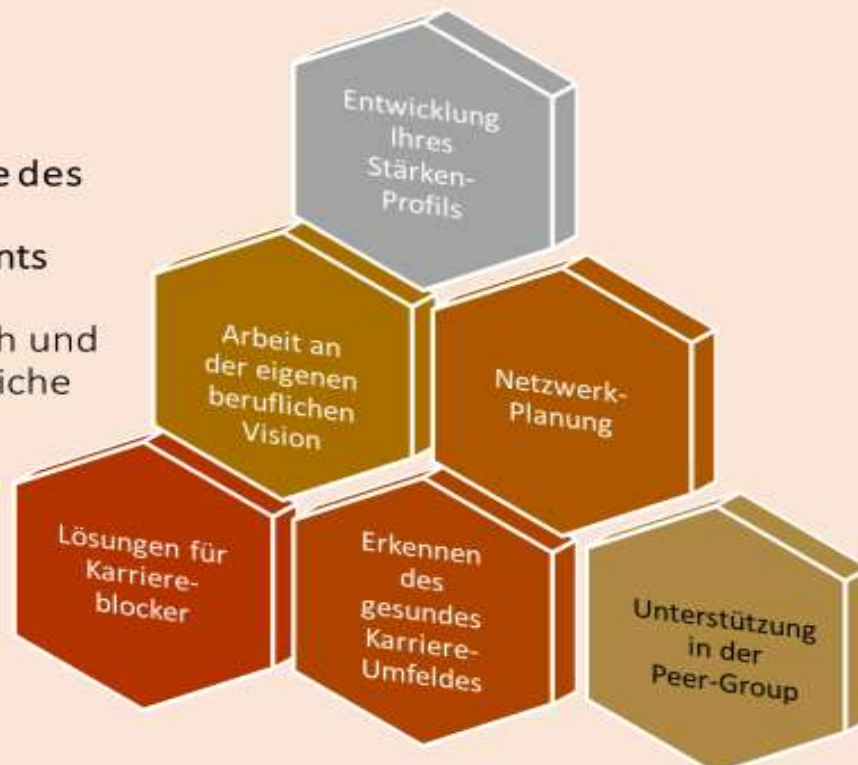 e des
nts
h und
iche
Entwicklung
Ihres
Stärken-
Profils
Arbeit an
der eigenen
beruflichen
Vision
Netzwerk-
Planung
Lösungen für
Karriere-
blocker
Erkennen
des
gesundes
Karriere-
Umfeldes
Unterstützung
in der
Peer-Group